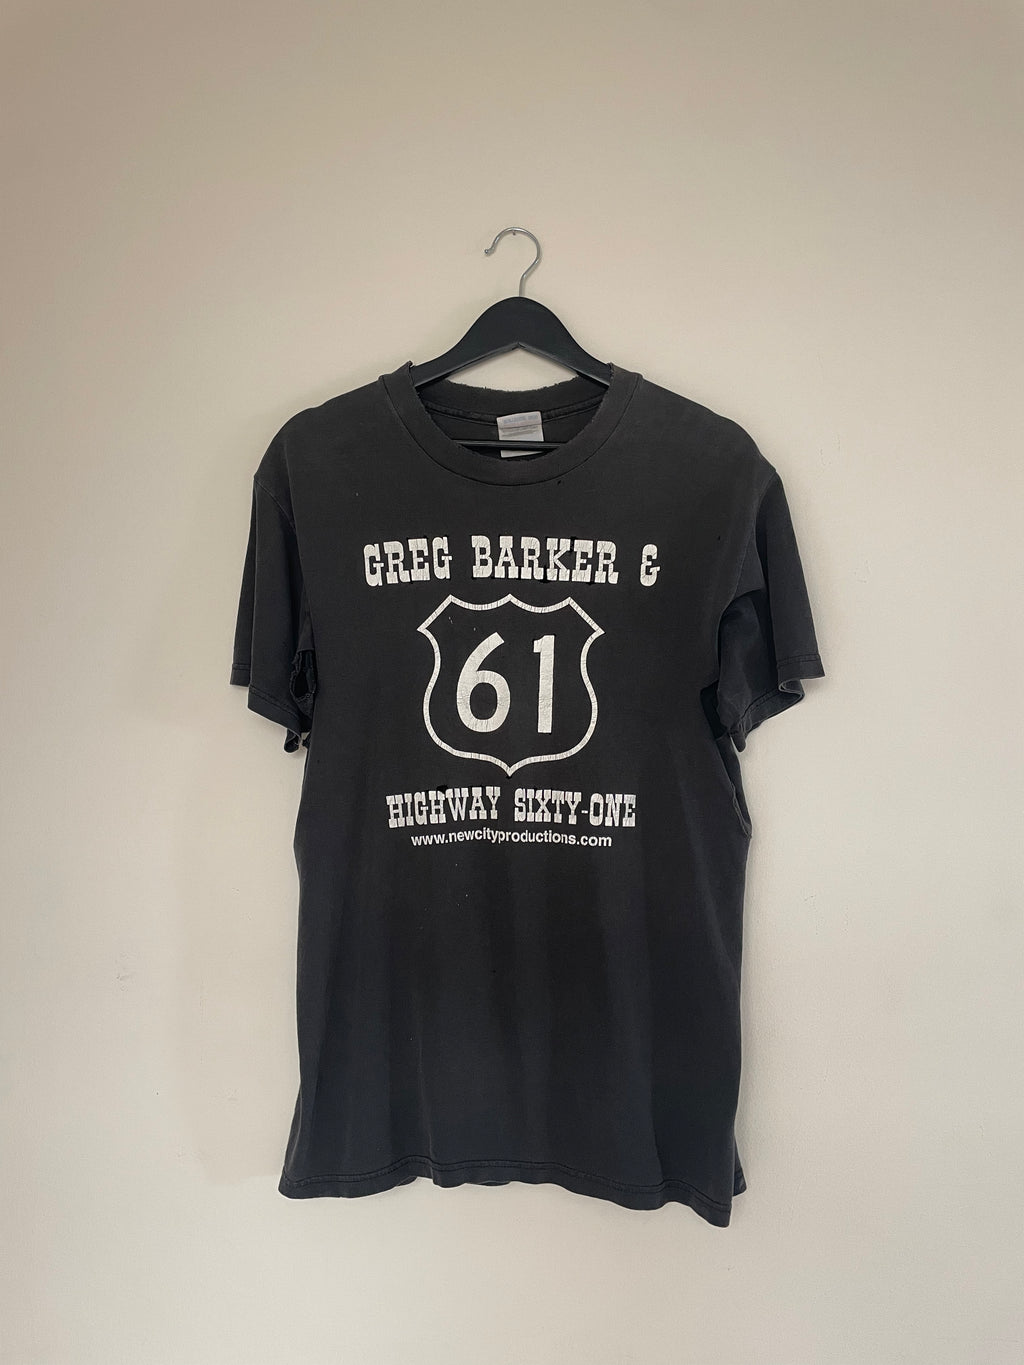 GREG BARKER &
61
HIGHWAY SIXTY-ONE
www.newcityproductions.com